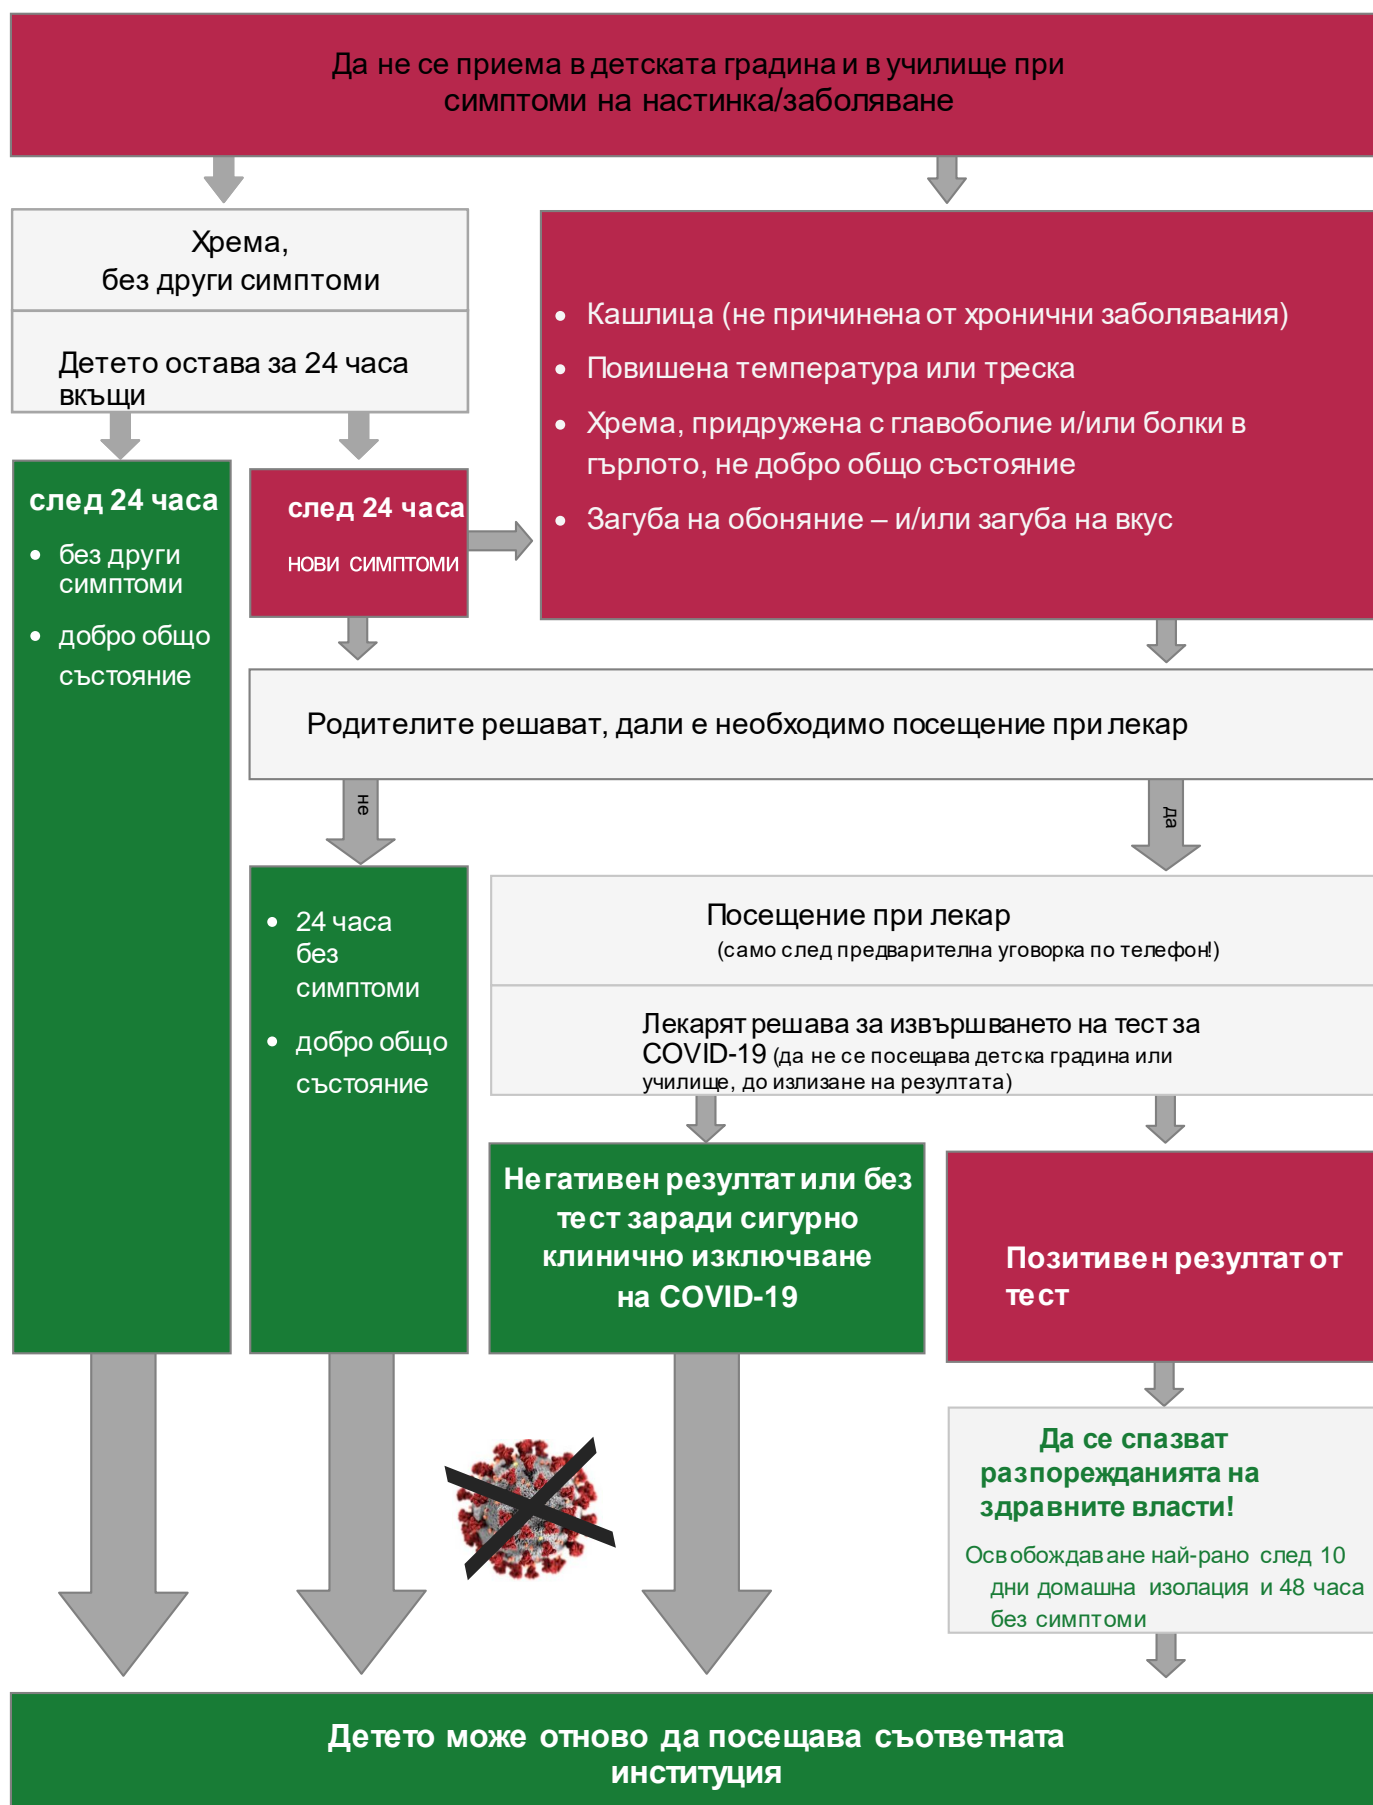 Да не се приема в детската градина и в училище при
симптоми на настинка/заболяване
Хрема,
без други симптоми
Детето остава за 24 часа
вкъщи
• Кашлица (не причинена от хронични заболявания)
• Повишена температура или треска
• Хрема, придружена с главоболие и/или болки в
гърлото, не добро общо състояние
• Загуба на обоняние – и/или загуба на вкус
след 24 часа
• без други
симптоми
• добро общо
състояние
след 24 часа
нови симптоми
Родителите решават, дали е необходимо посещение при лекар
не
да
• 24 часа
без
симптоми
• добро общо
състояние
Посещение при лекар
(само след предварителна уговорка по телефон!)
Лекарят решава за извършването на тест за
COVID-19 (да не се посещава детска градина или
училище, до излизане на резултата)
Негативен резултат или без
тест заради сигурно
клинично изключване
на COVID-19
Позитивен резултат от
тест
Да се спазват
разпорежданията на
здравните власти!
Освобождаване най-рано след 10
дни домашна изолация и 48 часа
без симптоми
Детето може отново да посещава съответната
институция